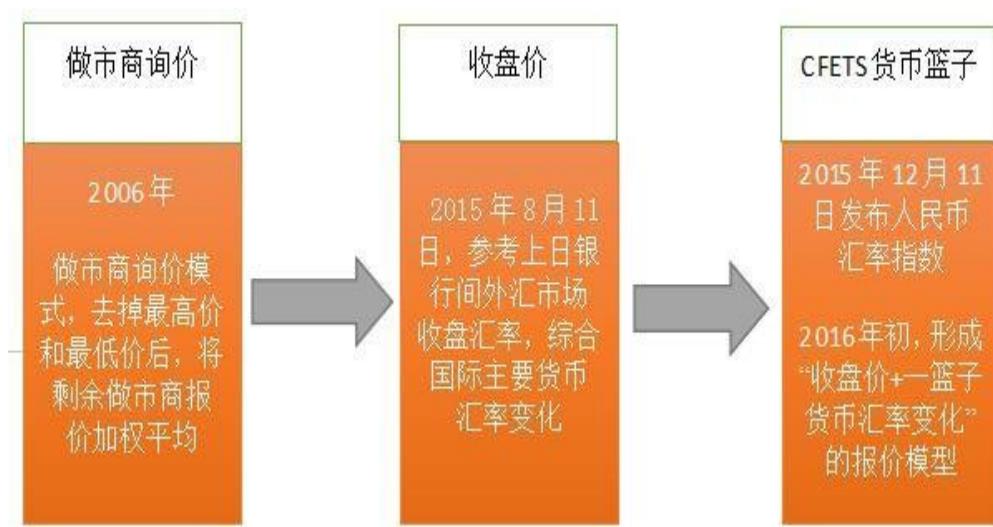 做市商询价
2006年
做市商询价模
式，去掉最高价
和最低价后，将
剩余做市商报
价加权平均
收盘价
2015年8月11
日，参考上日银
行间外汇市场
收盘汇率，综合
国际主要货币
汇率变化
CFETS货币篮子
2015年12月11
日发布人民币
汇率指数
2016年初，形成
“收盘价+一篮子
货币汇率变化”
的报价模型